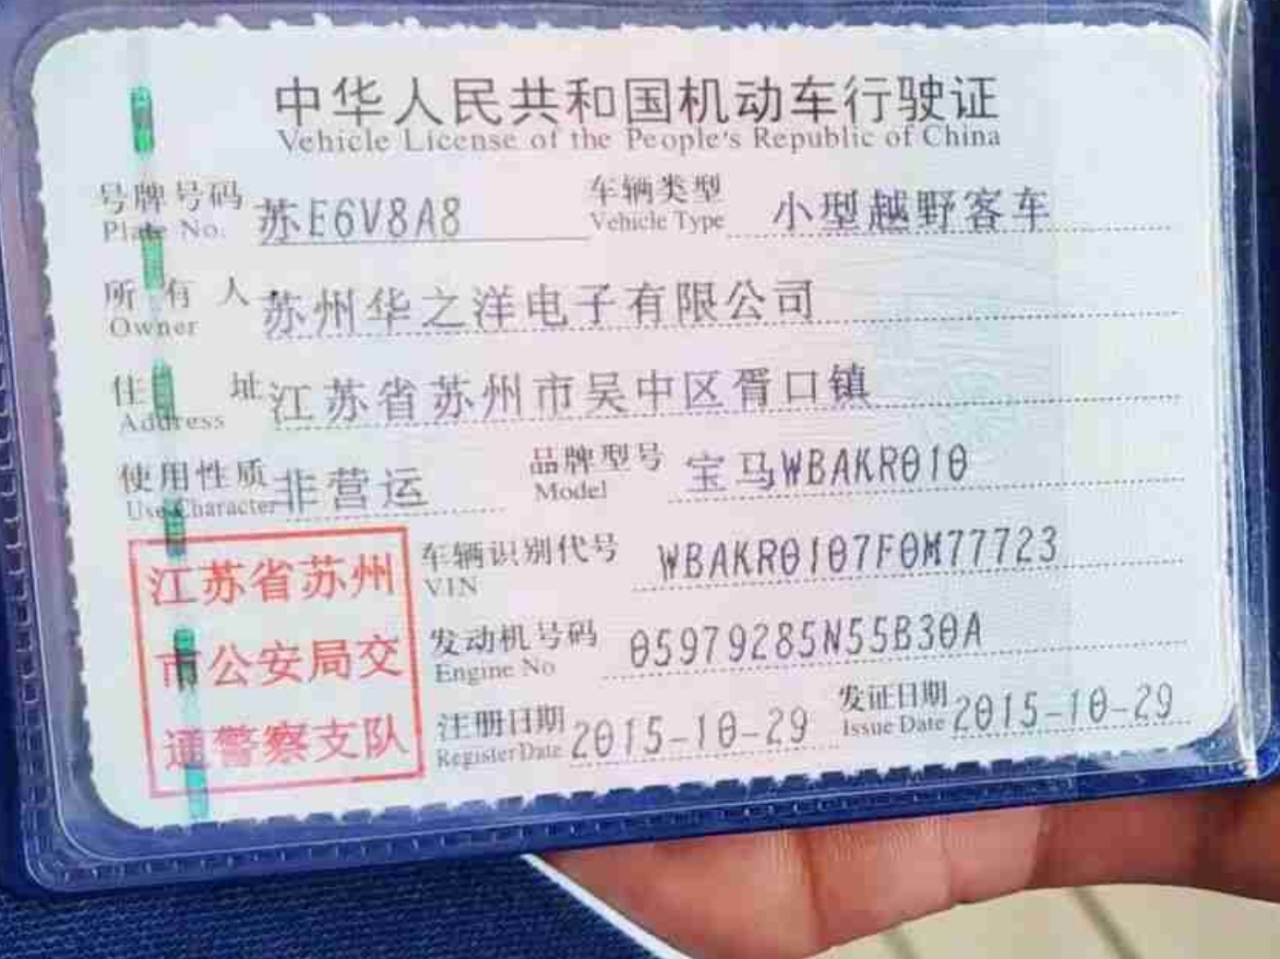 中华人民共和国机动车行驶证
Vehicle License of the People's Republic of China
号牌号码 苏E6V8A8 车辆类型 小型越野客车
Plate No. Vehicle Type
所有人 苏州华之洋电子有限公司
Owner
住址 江苏省苏州市吴中区胥口镇
Address
使用性质 非营运 品牌型号 宝马WBAKR010
Use Character Model
江苏省苏州
市公安局交
通警察支队
车辆识别代号 WBAKR0107F0M77723
VIN
发动机号码 05979285N55B30A
Engine No
注册日期 2015-10-29 发证日期 2015-10-29
Register Date Issue Date